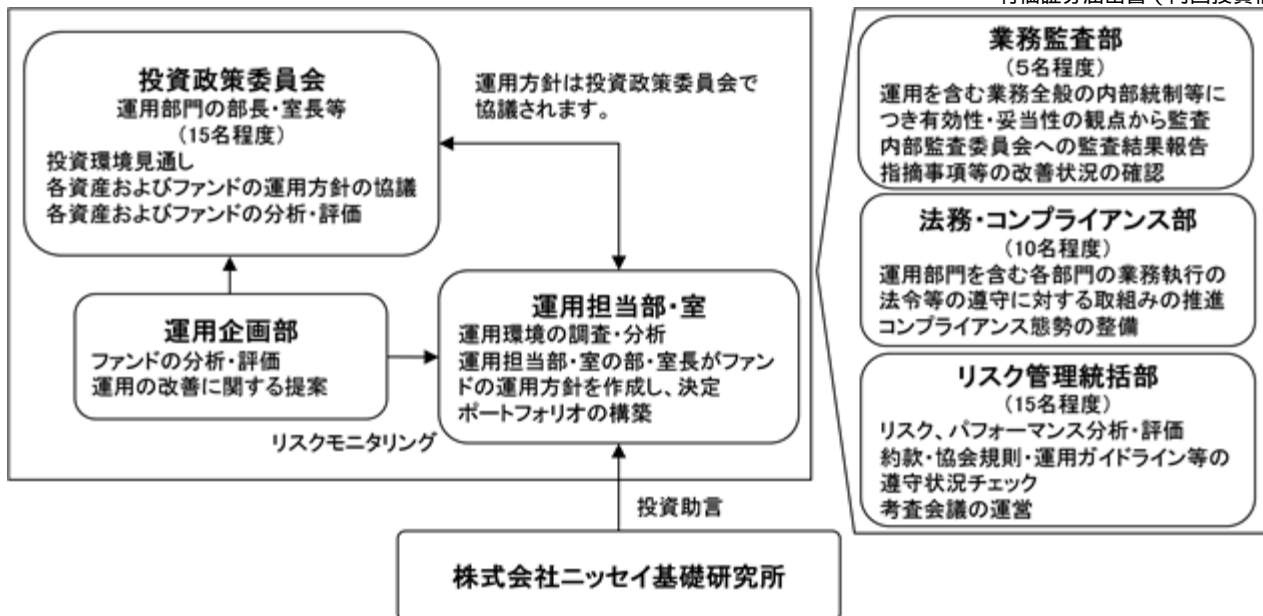 投資政策委員会
運用部門の部長・室長等
(15名程度)
投資環境見通し
各資産およびファンドの運用方針の協議
各資産およびファンドの分析・評価
運用方針は投資政策委員会で
協議されます。
運用企画部
ファンドの分析・評価
運用の改善に関する提案
運用担当部・室
運用環境の調査・分析
運用担当部・室の部・室長がファン
ドの運用方針を作成し、決定
ポートフォリオの構築
リスクモニタリング
投資助言
株式会社ニッセイ基礎研究所
業務監査部
(5名程度)
運用を含む業務全般の内部統制等に
つき有効性・妥当性の観点から監査
内部監査委員会への監査結果報告
指摘事項等の改善状況の確認
法務・コンプライアンス部
(10名程度)
運用部門を含む各部門の業務執行の
法令等の遵守に対する取組みの推進
コンプライアンス態勢の整備
リスク管理統括部
(15名程度)
リスク、パフォーマンス分析・評価
約款・協会規則・運用ガイドライン等の
遵守状況チェック
考査会議の運営